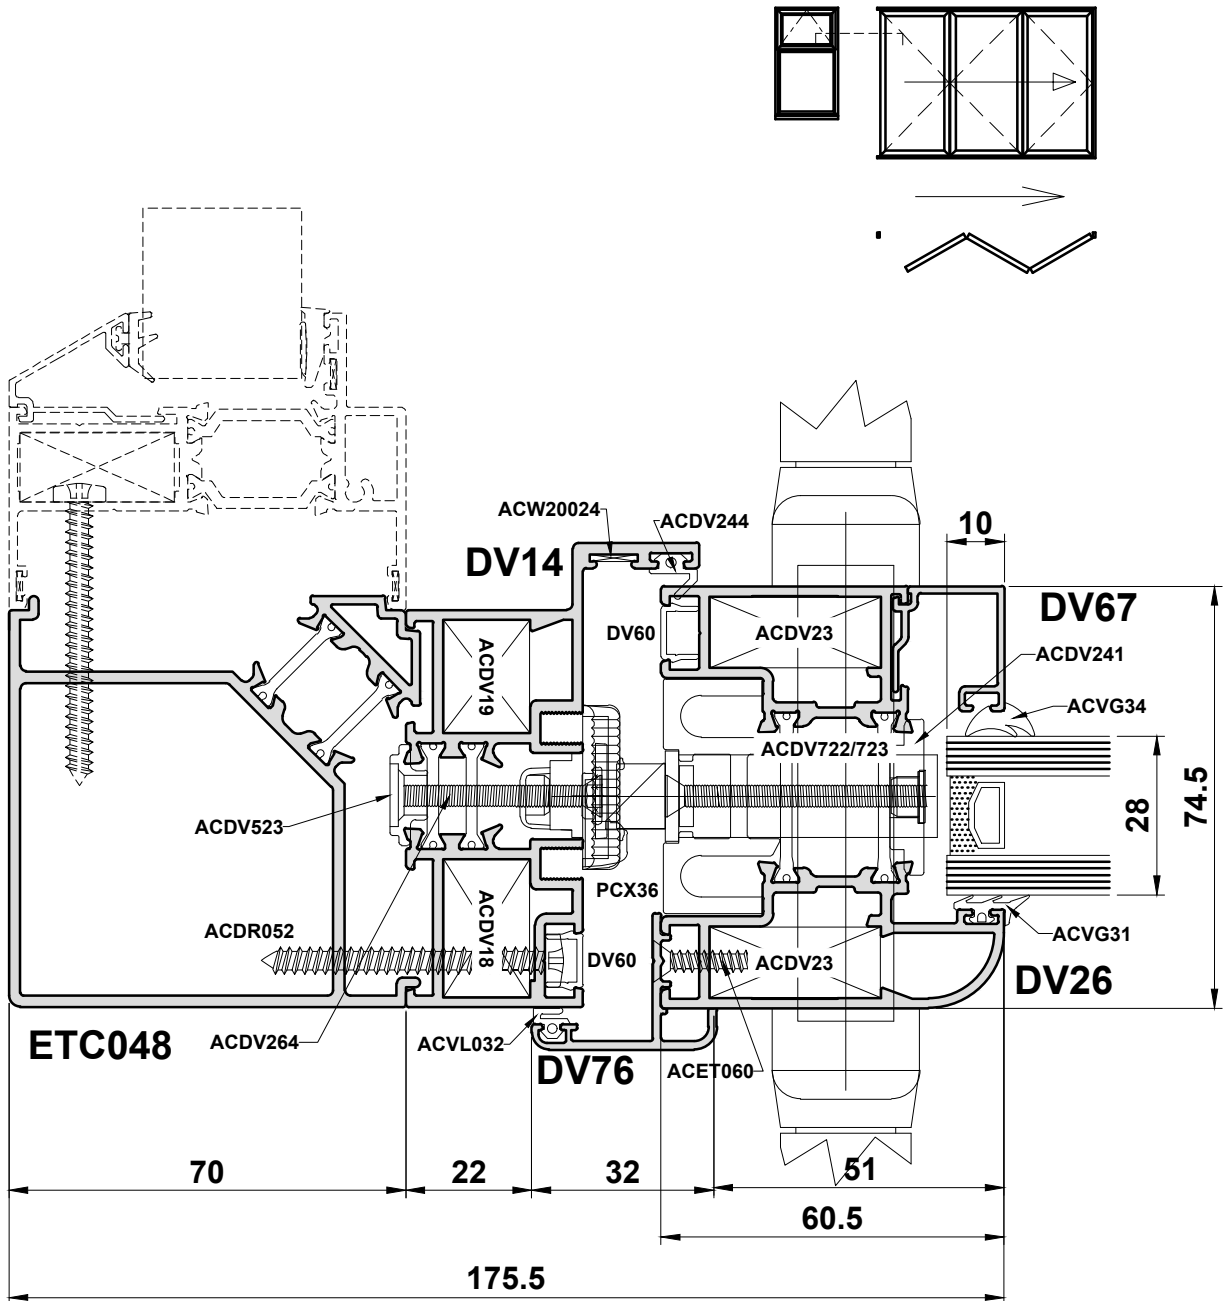 ACW20024
ACDV244
10
DV14
DV67
DV60
ACDV23
ACDV19
ACDV241
ACVG34
ACDV722/723
28
74.5
ACDV523
PCX36
ACDV18
ACDR052
DV60
ACDV23
ACVG31
DV26
ETC048
ACDV264
ACVL032
DV76
ACET060
70
22
32
51
60.5
175.5